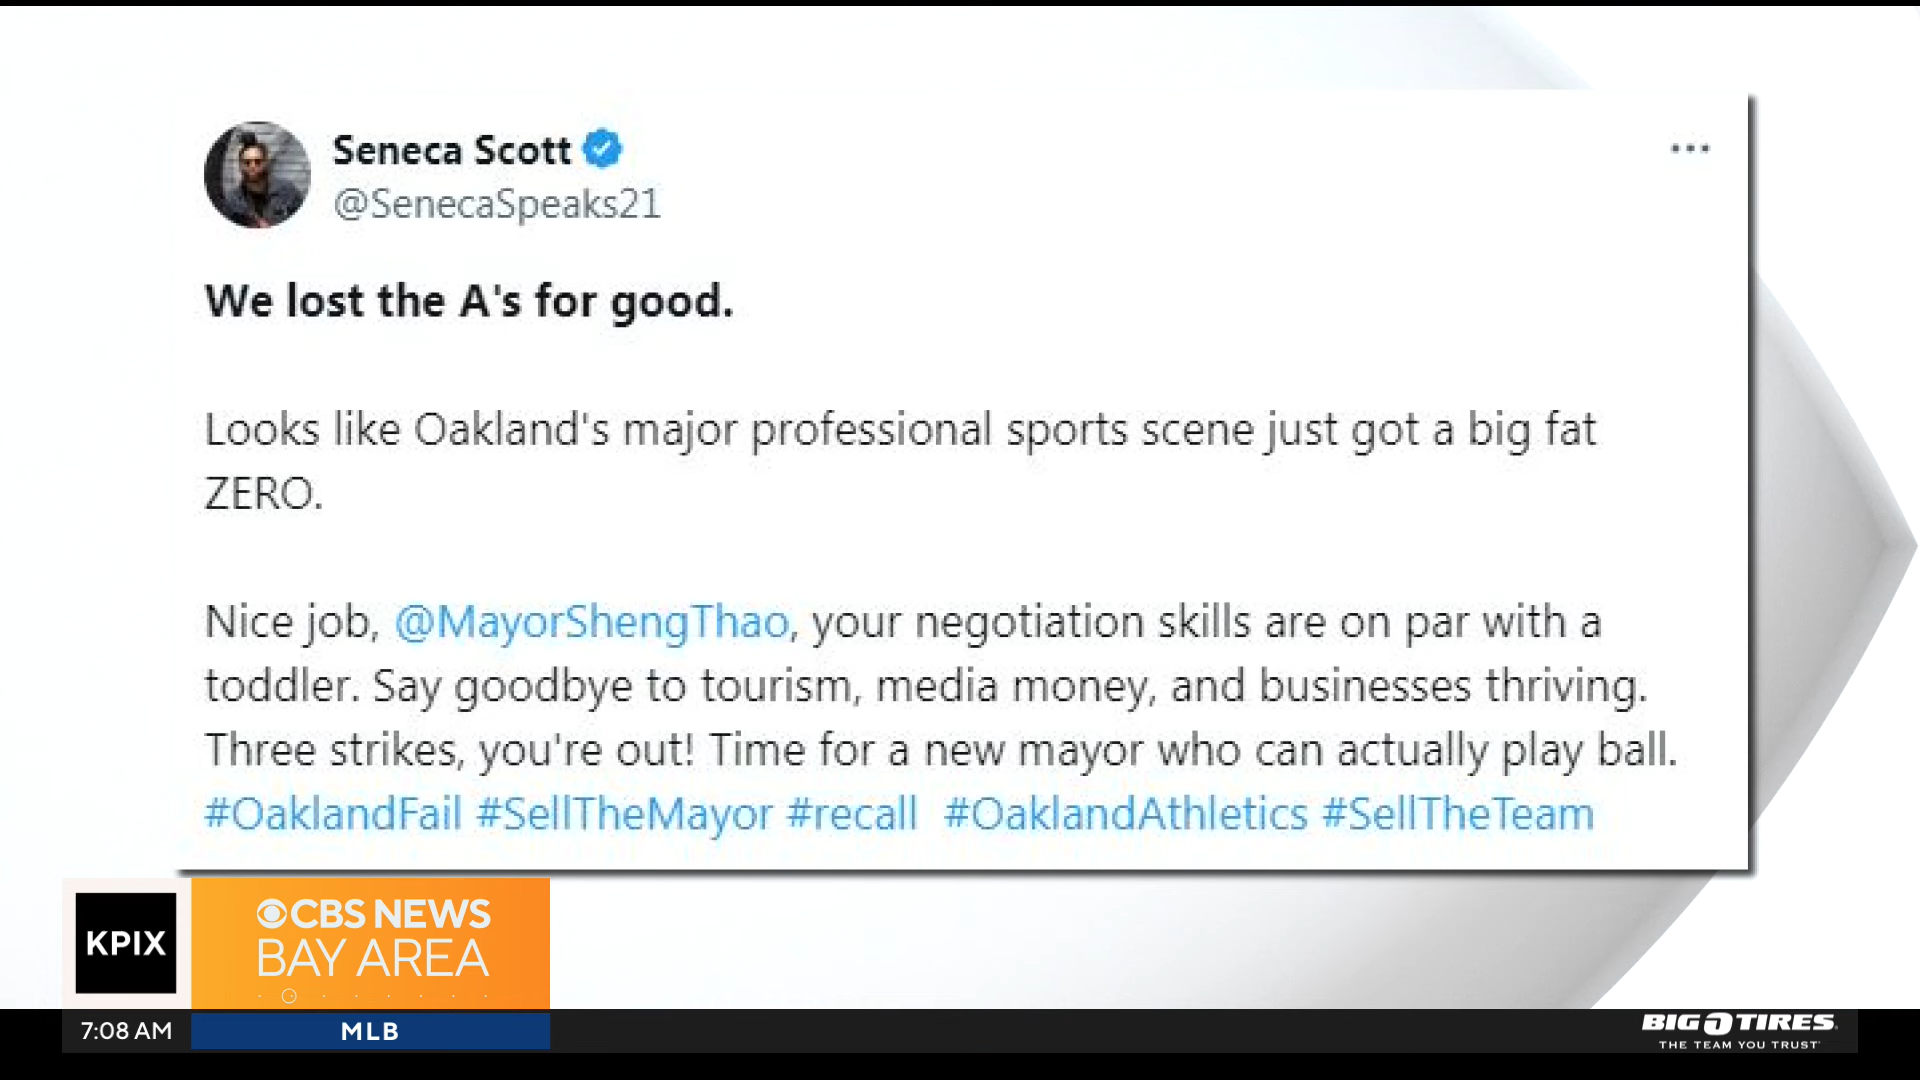 Seneca Scott
@SenecaSpeaks21
We lost the A's for good.
Looks like Oakland's major professional sports scene just got a big fat
ZERO.
Nice job, @MayorShengThao, your negotiation skills are on par with a
toddler. Say goodbye to tourism, media money, and businesses thriving.
Three strikes, you're out! Time for a new mayor who can actually play ball.
#OaklandFail #SellTheMayor #recall #OaklandAthletics #SellTheTeam
KPIX
CBS NEWS
BAY AREA
7:08 AM
MLB
BIG O TIRES
THE TEAM YOU TRUST